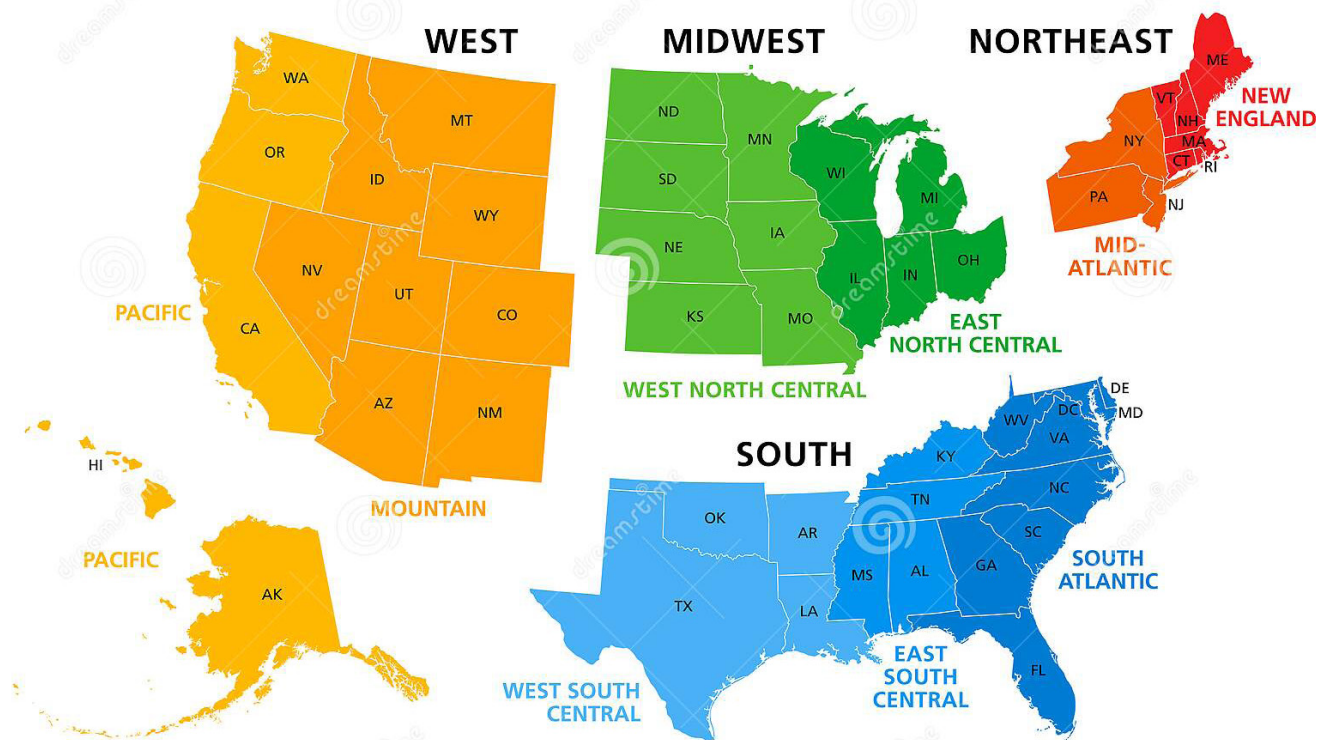 WEST
MIDWEST
NORTHEAST
WA
OR
CA
NV
ID
MT
WY
UT
CO
AZ
NM
PACIFIC
MOUNTAIN
HI
PACIFIC
AK
ND
SD
NE
KS
MN
IA
MO
WI
MI
IL
IN
OH
WEST NORTH CENTRAL
EAST
NORTH CENTRAL
ME
VT
NH
MA
CT
RI
NY
PA
NJ
NEW
ENGLAND
MID-
ATLANTIC
SOUTH
OK
AR
TX
LA
KY
TN
MS
AL
WV
DC
DE
MD
VA
NC
SC
GA
FL
WEST SOUTH
CENTRAL
EAST
SOUTH
CENTRAL
SOUTH
ATLANTIC
dreamstime
dreamstime
dreamstime